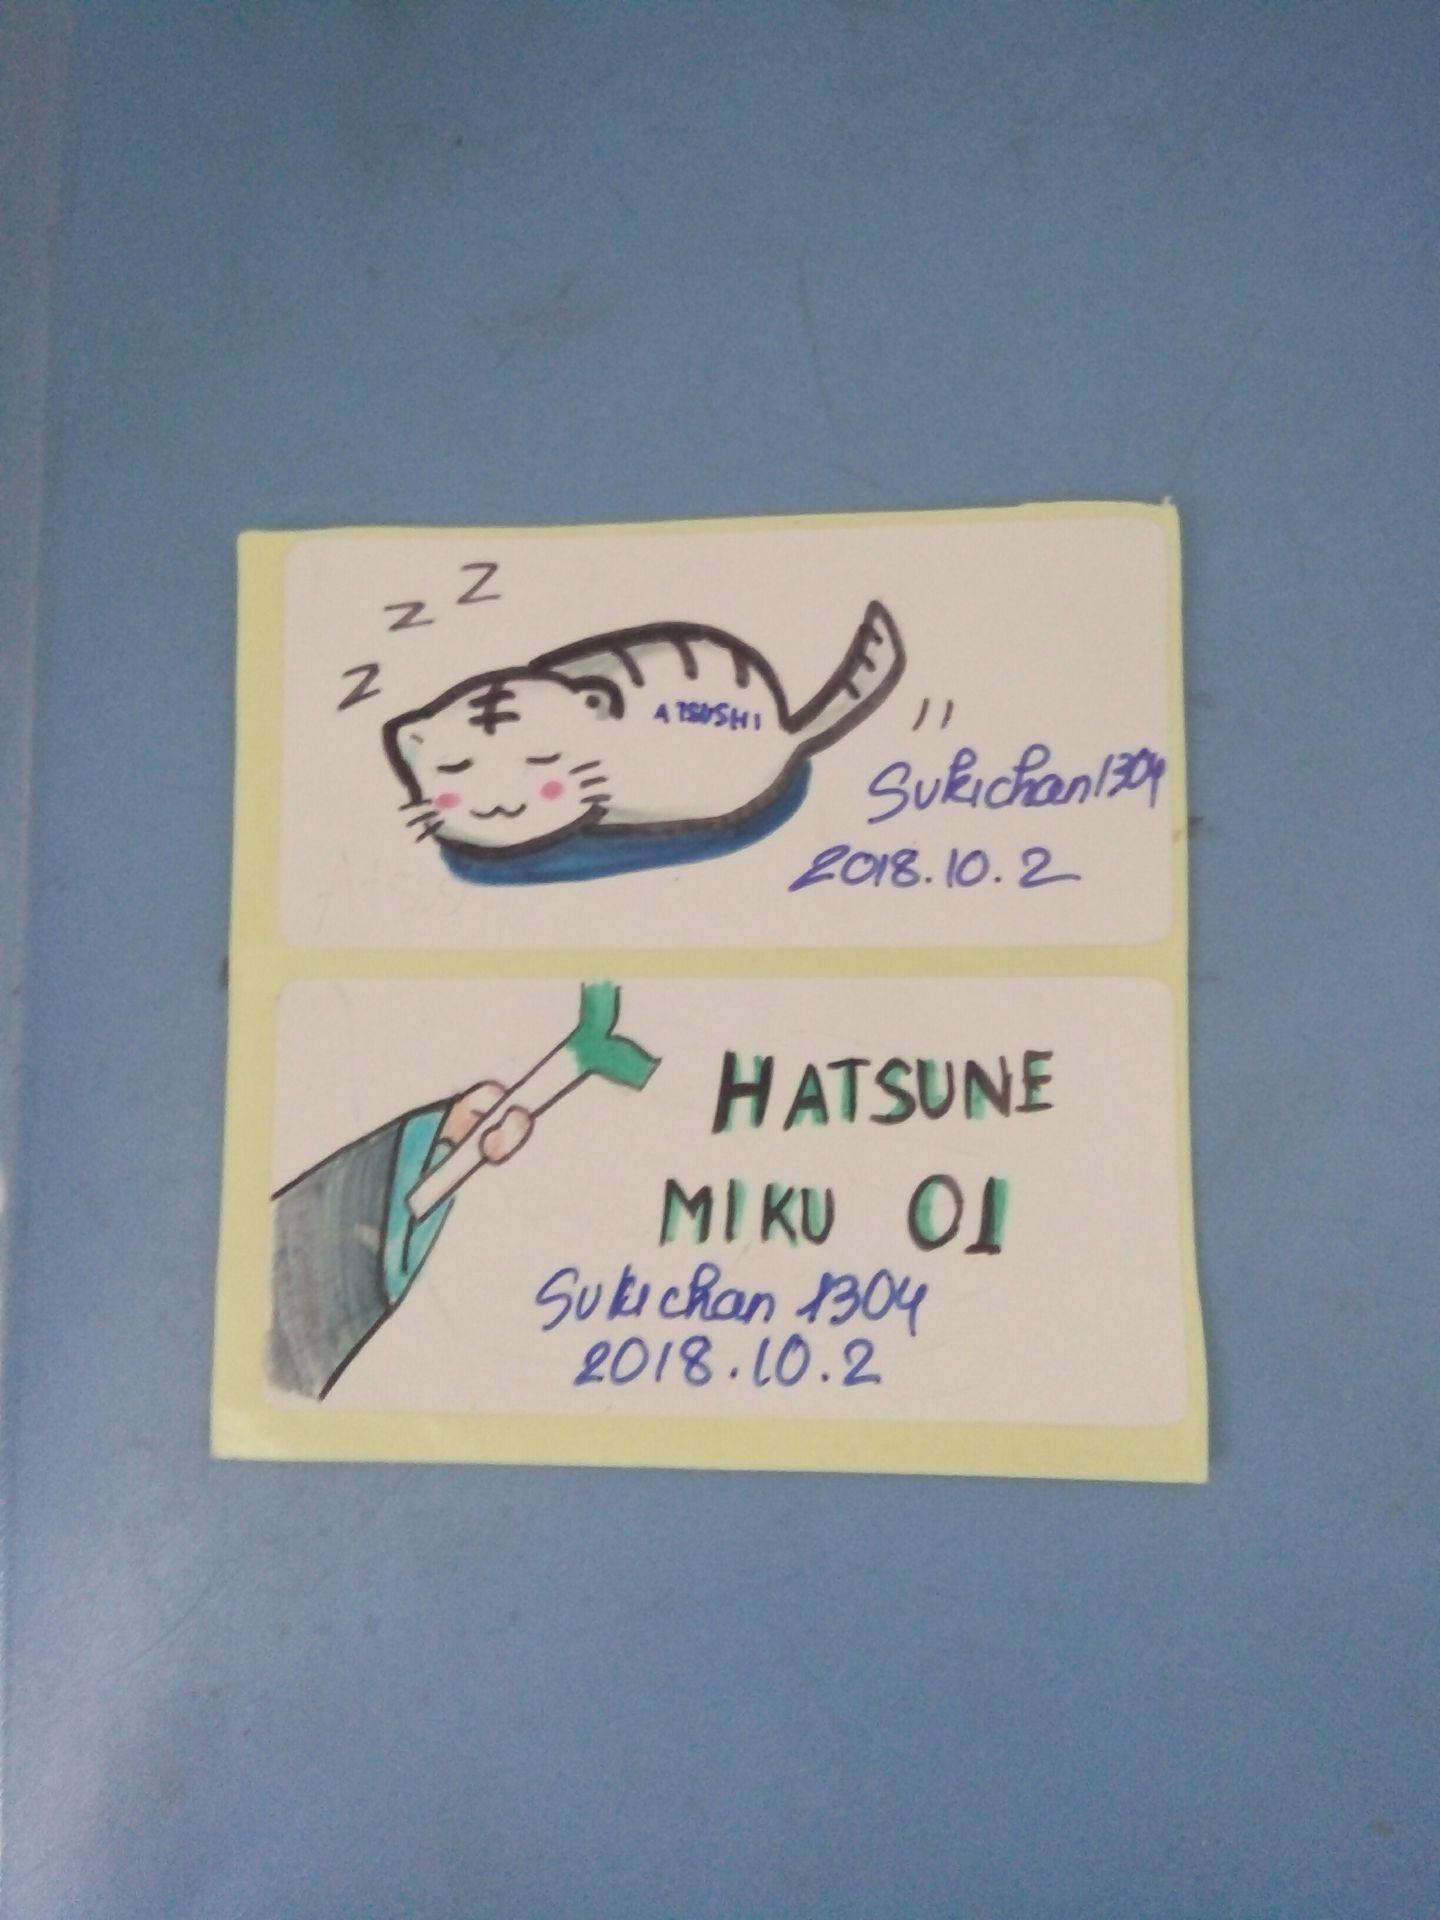 Z Z Z
ATSUSHI
Sukichan1304
2018.10.2
HATSUNE
MIKU 01
Sukichan 1304
2018.10.2